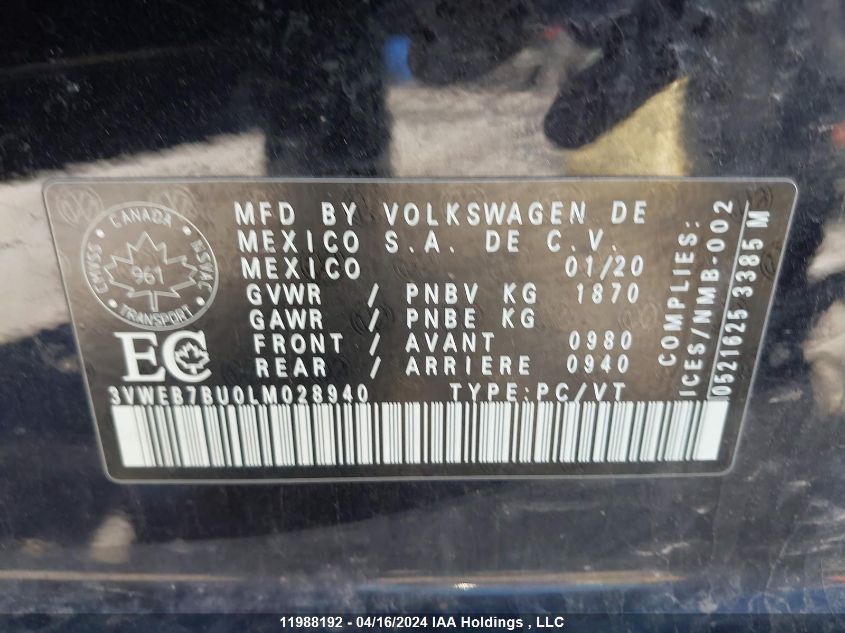 CANADA
CMVSS NSVAC
961
TRANSPORT
EC
MFD BY VOLKSWAGEN DE
MEXICO S.A. DE C.V.
MEXICO 01/20
GVWR / PNBV KG 1870
GAWR / PNBE KG
FRONT / AVANT 0980
REAR / ARRIERE 0940
3VWEB7BU0LM028940 TYPE:PC/VT
COMPLIES:
ICES/NMB-002
0521625 3385 M
11988192 - 04/16/2024 IAA Holdings , LLC